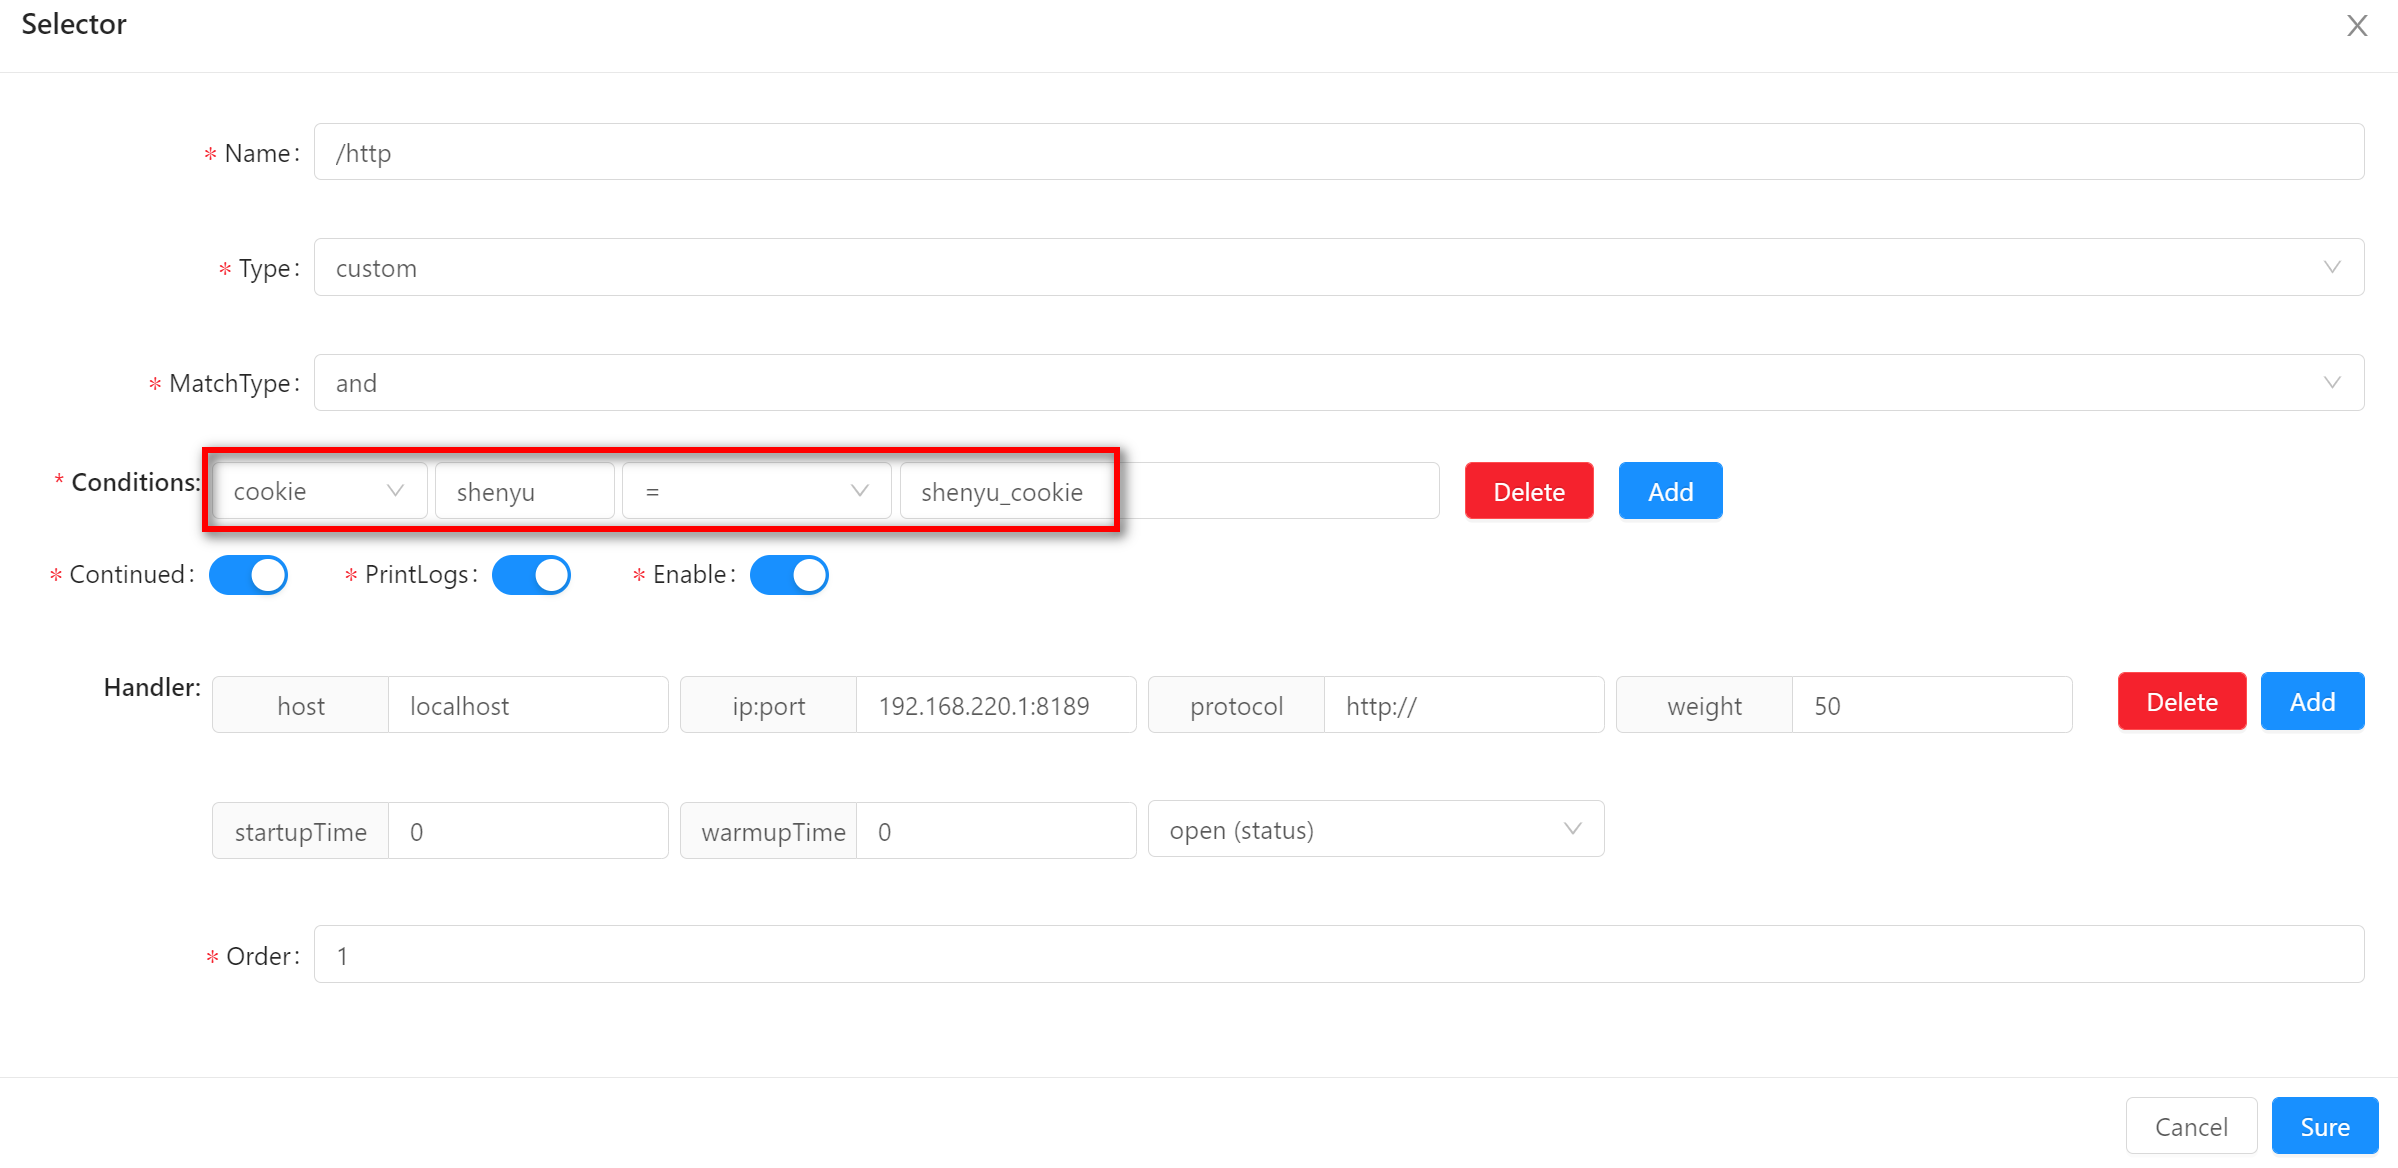 Selector X
* Name: /http
* Type: custom
* MatchType: and
* Conditions: cookie shenyu = shenyu_cookie Delete Add
* Continued: * PrintLogs: * Enable:
Handler: host localhost ip:port 192.168.220.1:8189 protocol http:// weight 50 Delete Add
startupTime 0 warmupTime 0 open (status)
* Order: 1
Cancel Sure